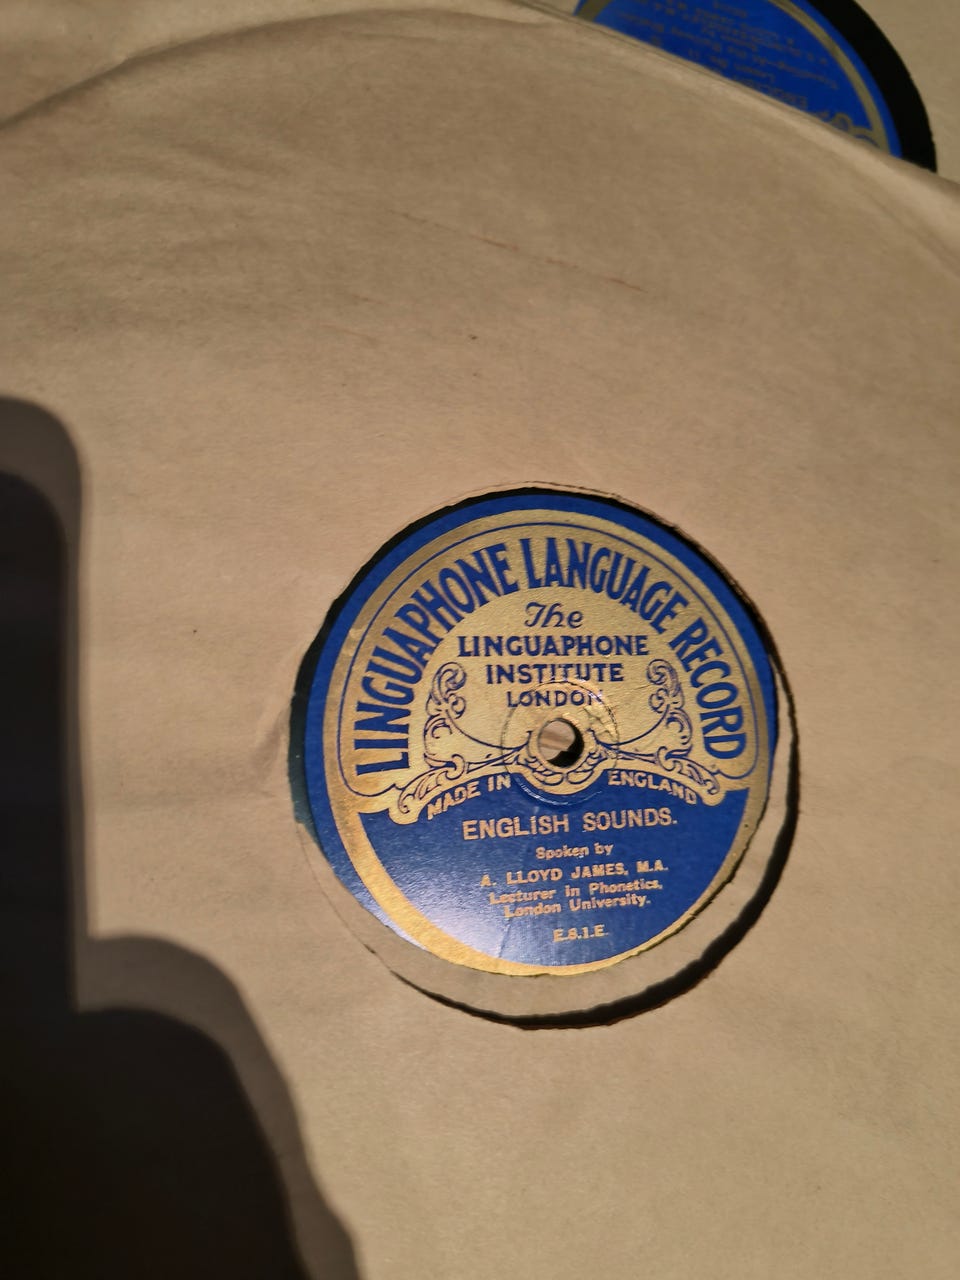 LINGUAPHONE LANGUAGE RECORD
The
LINGUAPHONE
INSTITUTE
LONDON
MADE IN ENGLAND
ENGLISH SOUNDS.
Spoken by
A. LLOYD JAMES, M.A.
Lecturer in Phonetics,
London University.
E.S.1.E.